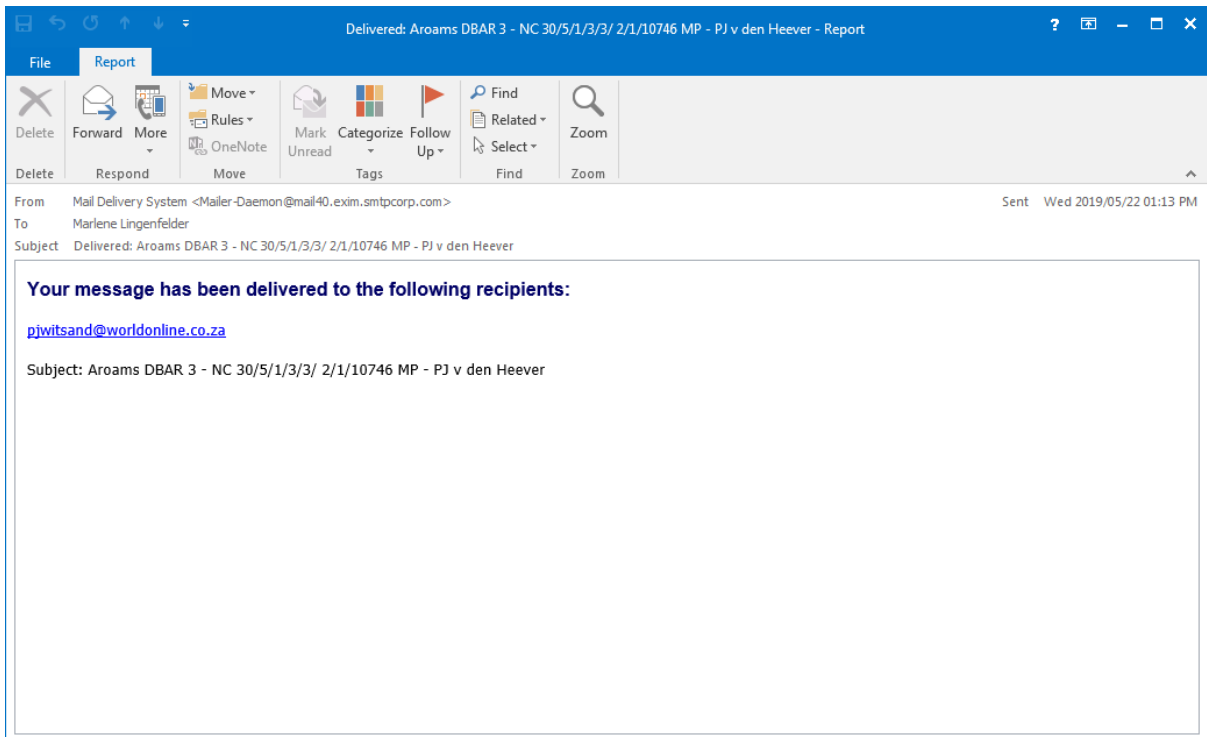 Delivered: Aroams DBAR 3 - NC 30/5/1/3/3/ 2/1/10746 MP - PJ v den Heever - Report
File Report
Delete Forward More Move Rules OneNote Mark Unread Categorize Follow Up Find Related Select Zoom
Delete Respond Move Tags Find Zoom
From Mail Delivery System <Mailer-Daemon@mail40.exim.smtpcorp.com> Sent Wed 2019/05/22 01:13 PM
To Marlene Lingenfelder
Subject Delivered: Aroams DBAR 3 - NC 30/5/1/3/3/ 2/1/10746 MP - PJ v den Heever
Your message has been delivered to the following recipients:
pjwitsand@worldonline.co.za
Subject: Aroams DBAR 3 - NC 30/5/1/3/3/ 2/1/10746 MP - PJ v den Heever